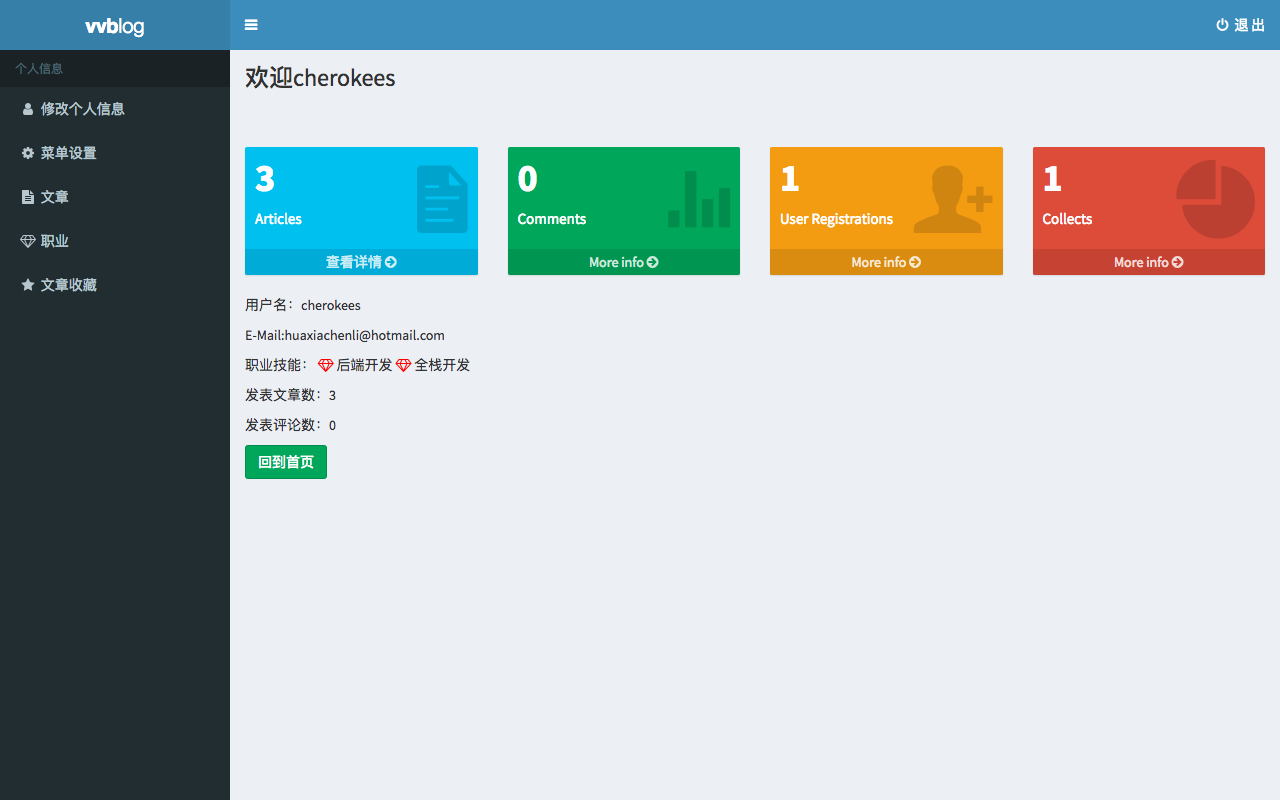 vvblog
退 出
个人信息
修改个人信息
菜单设置
文章
职业
文章收藏
欢迎cherokees
3
Articles
查看详情
0
Comments
More info
1
User Registrations
More info
1
Collects
More info
用户名：cherokees
E-Mail:huaxiachenli@hotmail.com
职业技能： 后端开发 全栈开发
发表文章数：3
发表评论数：0
回到首页